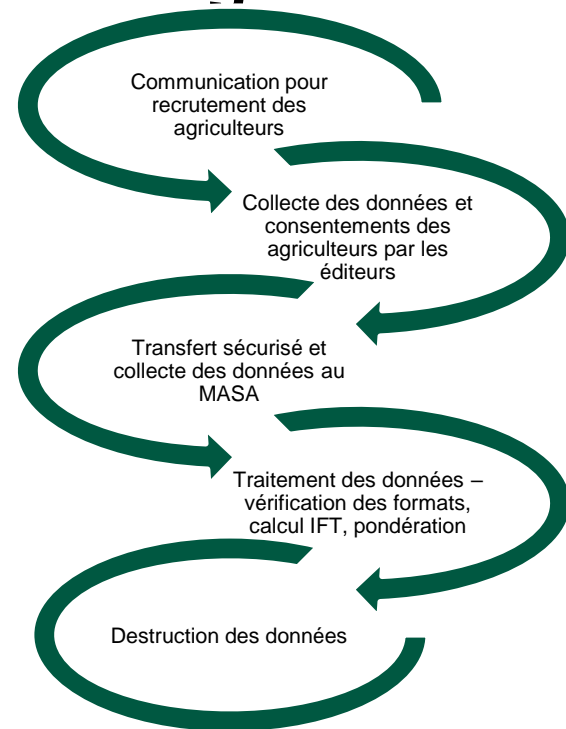 Communication pour
recrutement des
agriculteurs
Collecte des données et
consentements des
agriculteurs par les
éditeurs
Transfert sécurisé et
collecte des données au
MASA
Traitement des données –
vérification des formats,
calcul IFT, pondération
Destruction des données